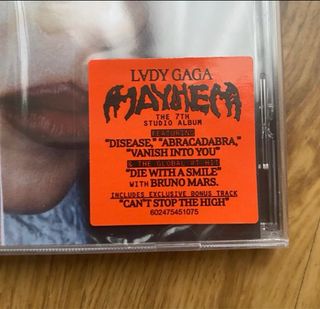 LADY GAGA
MAYHEM
THE 7TH
STUDIO ALBUM
FEATURING
"DISEASE," "ABRACADABRA,"
"VANISH INTO YOU"
& THE GLOBAL #1 HIT
"DIE WITH A SMILE"
WITH BRUNO MARS.
INCLUDES EXCLUSIVE BONUS TRACK
"CAN'T STOP THE HIGH"
602475451075